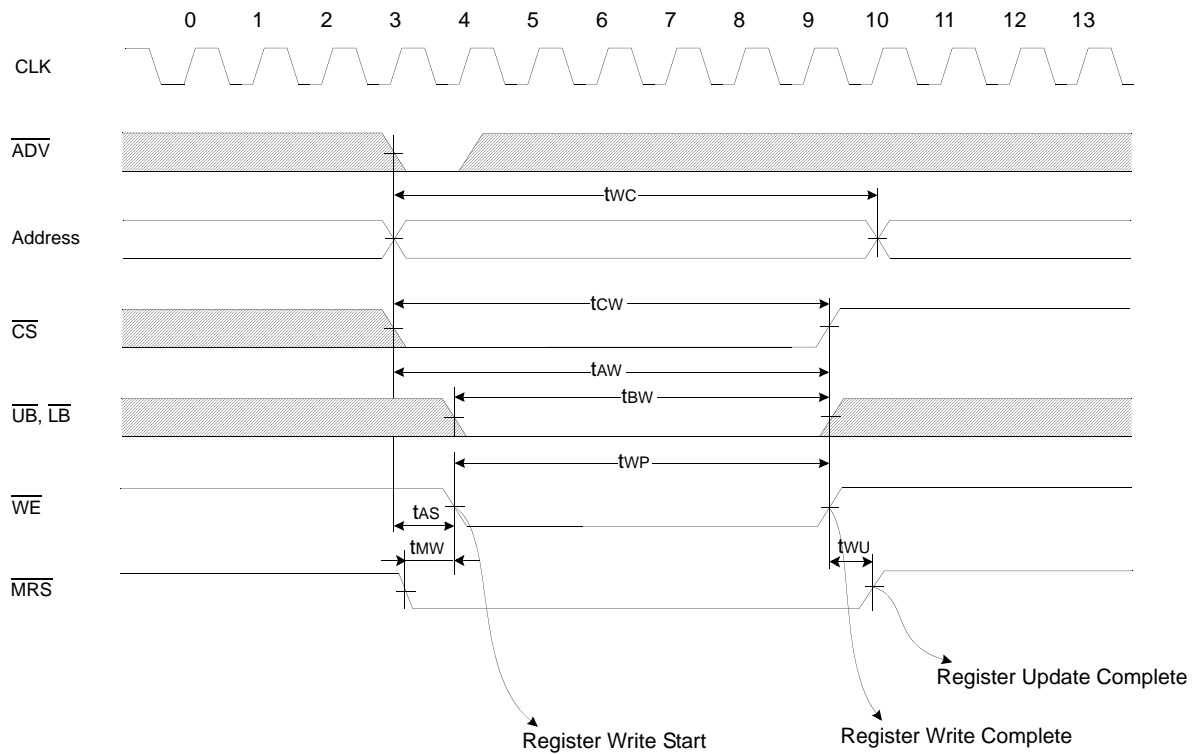 0 1 2 3 4 5 6 7 8 9 10 11 12 13
CLK
ADV
tWC
Address
tCW
CS
tAW
tBW
UB, LB
tWP
WE
tAS
tMW
tWU
MRS
Register Update Complete
Register Write Start
Register Write Complete